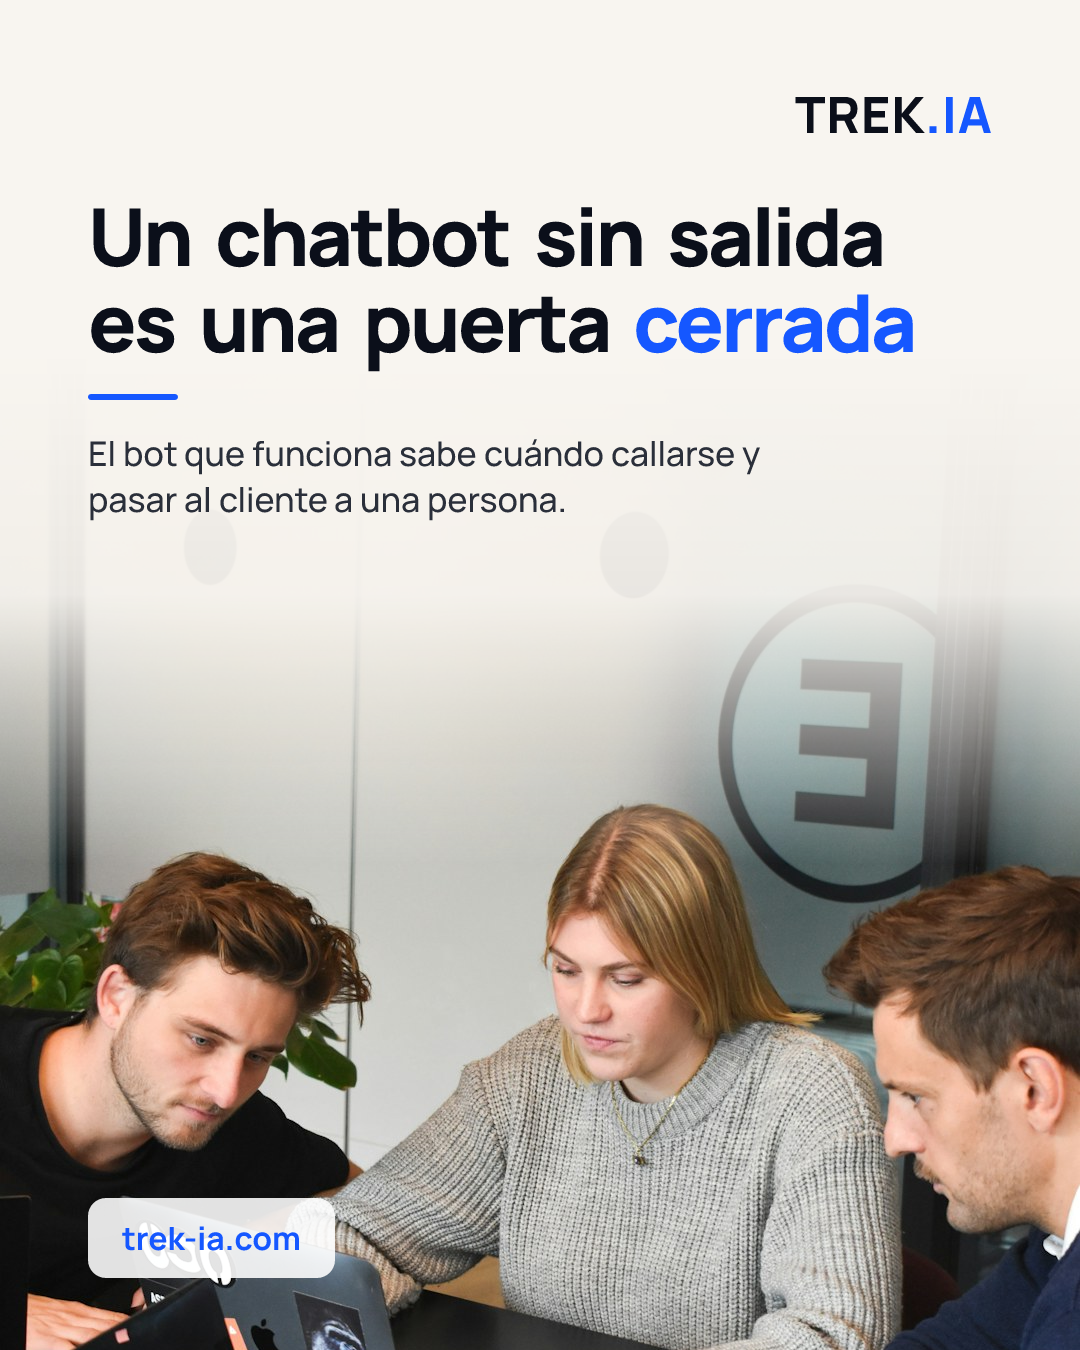 TREK.IA
Un chatbot sin salida
es una puerta cerrada
El bot que funciona sabe cuándo callarse y
pasar al cliente a una persona.
E
trek-ia.com